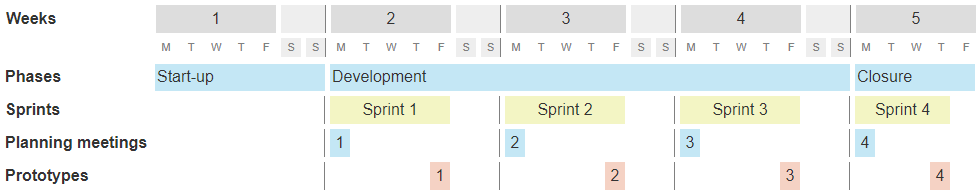 Weeks 1 2 3 4 5
M T W T F S S M T W T F S S M T W T F S S M T W T F S S M T W T F
Phases Start-up Development Closure
Sprints Sprint 1 Sprint 2 Sprint 3 Sprint 4
Planning meetings 1 2 3 4
Prototypes 1 2 3 4